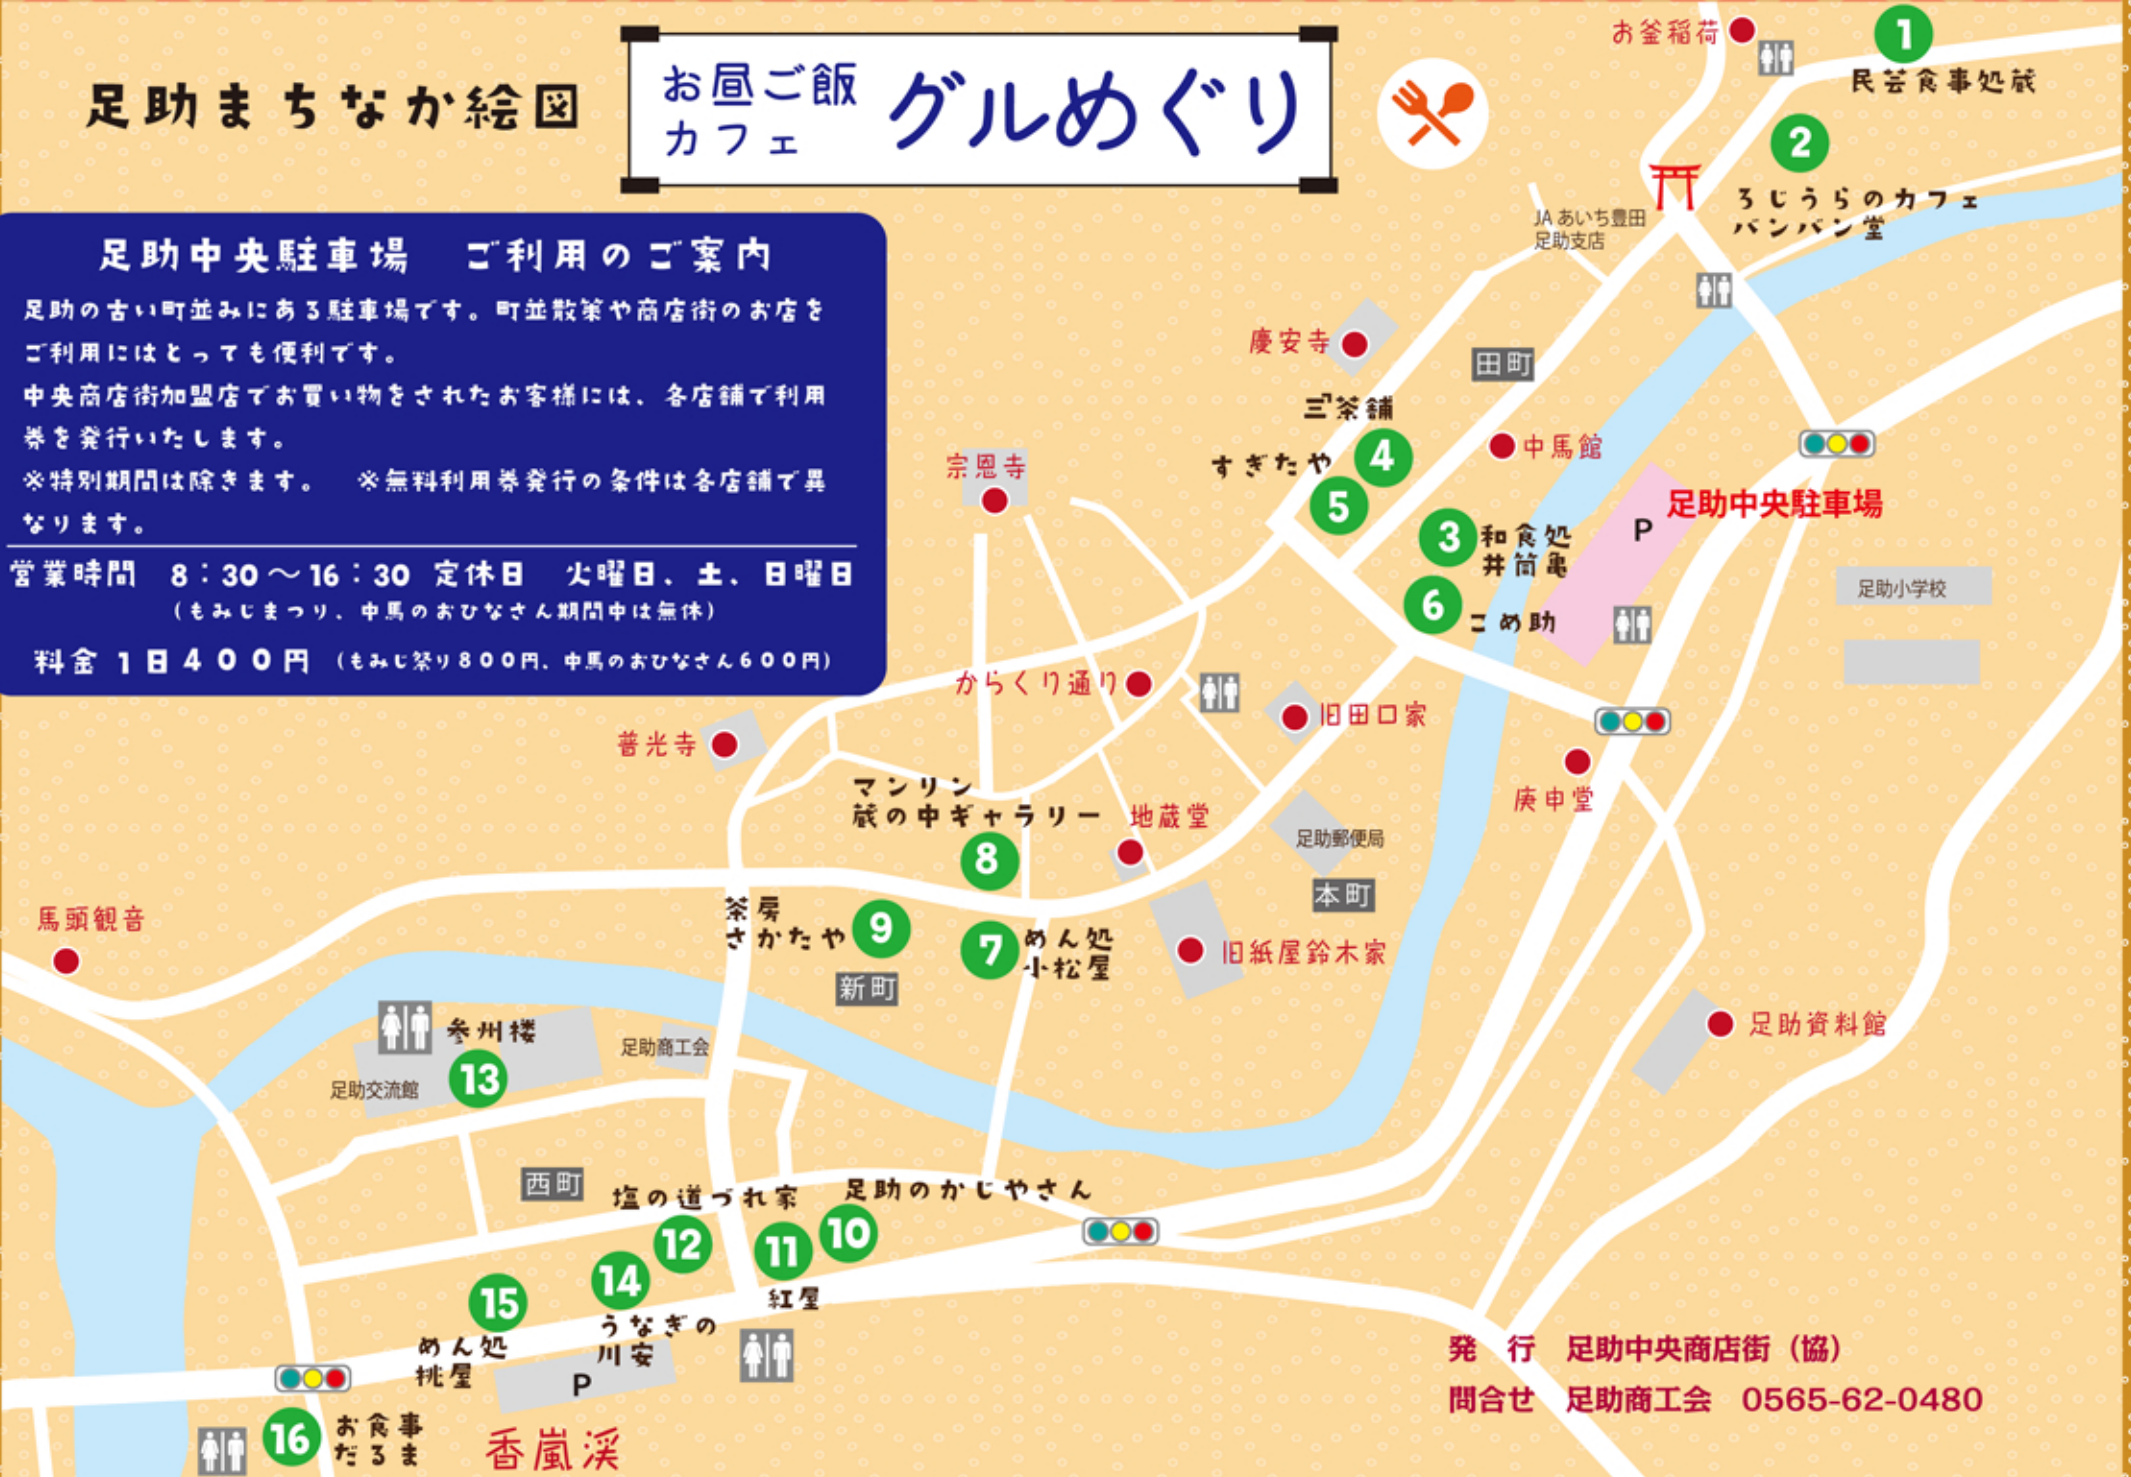 足助まちなか絵図
お昼ご飯
カフェ
グルめぐり
足助中央駐車場　ご利用のご案内
足助の古い町並みにある駐車場です。町並散策や商店街のお店を
ご利用にはとっても便利です。
中央商店街加盟店でお買い物をされたお客様には、各店舗で利用
券を発行いたします。
※特別期間は除きます。　※無料利用券発行の条件は各店舗で異
なります。
営業時間　8：30～16：30　定休日　火曜日、土、日曜日
（もみじまつり、中馬のおひなさん期間中は無休）
料金 1日400円（もみじ祭り800円、中馬のおひなさん600円）
お釜稲荷
1
民芸食事処蔵
2
ろじうらのカフェ
バンバン堂
JA あいち豊田
足助支店
慶安寺
田町
茶舗
4
すぎたや
5
中馬館
3
和食処
井筒亀
6
こめ助
足助中央駐車場
P
足助小学校
宗恩寺
からくり通り
旧田口家
普光寺
庚申堂
マンリン
蔵の中ギャラリー
8
地蔵堂
足助郵便局
本町
茶房
さかたや
9
7
めん処
小松屋
新町
旧紙屋鈴木家
馬頭観音
参州楼
13
足助交流館
足助商工会
足助資料館
西町
塩の道づれ家
12
足助のかじやさん
10
11
紅屋
14
うなぎの
川安
15
めん処
桃屋
P
16
お食事
だるま
香嵐渓
発　行　足助中央商店街（協）
問合せ　足助商工会　0565-62-0480